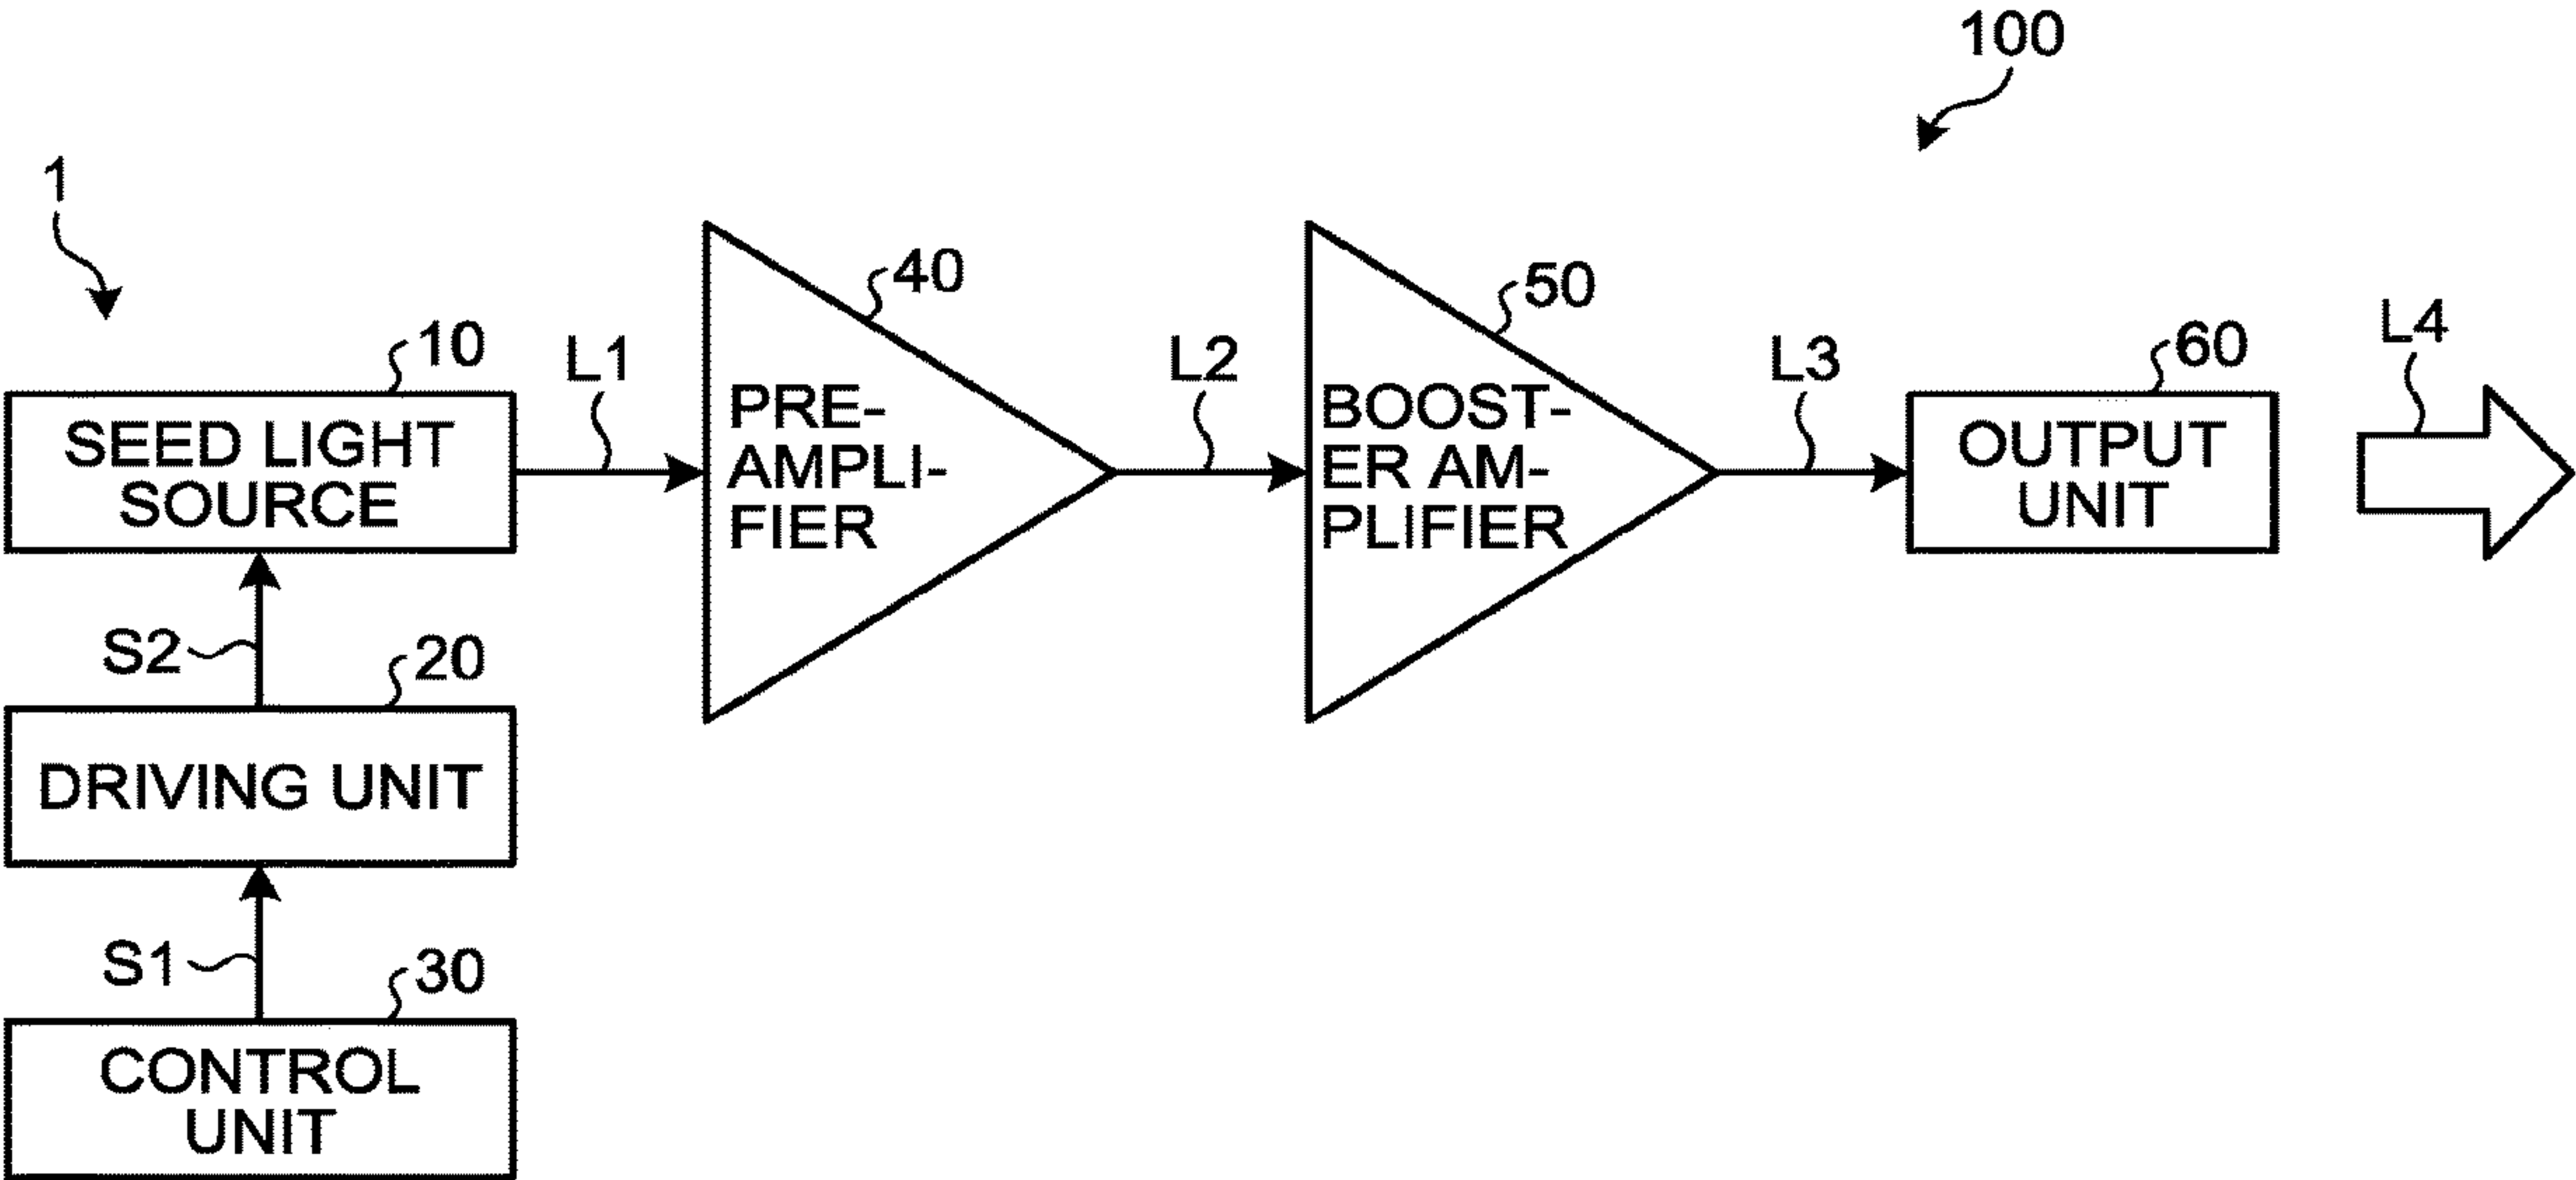 100
1
40
50
10
L1
L2
L3
60
L4
SEED LIGHT
SOURCE
PRE-
AMPLI-
FIER
BOOST-
ER AM-
PLIFIER
OUTPUT
UNIT
S2
20
DRIVING UNIT
S1
30
CONTROL
UNIT